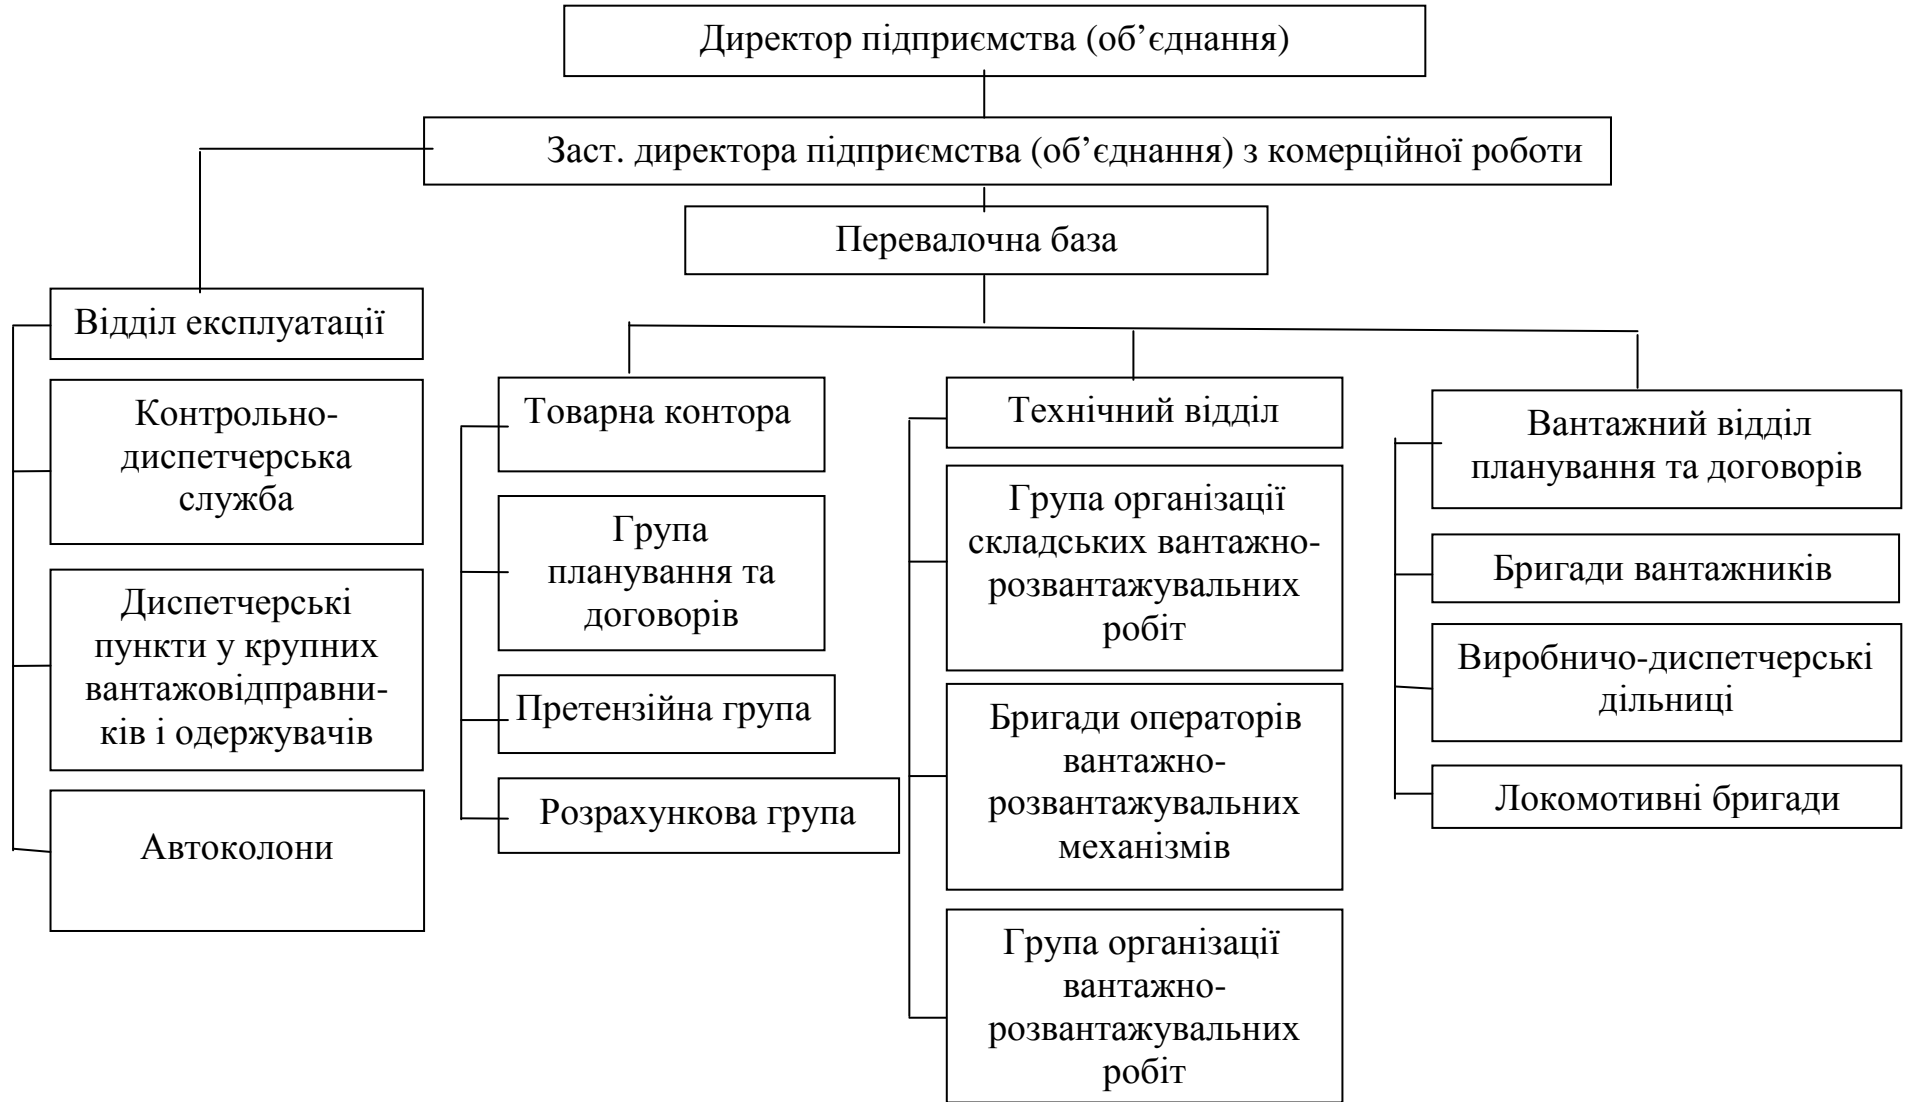 Директор підприємства (об’єднання)
Заст. директора підприємства (об’єднання) з комерційної роботи
Перевалочна база
Відділ експлуатації
Контрольно-
диспетчерська
служба
Диспетчерські
пункти у крупних
вантажовідправни-
ків і одержувачів
Автоколони
Товарна контора
Група
планування та
договорів
Претензійна група
Розрахункова група
Технічний відділ
Група організації
складських вантажно-
розвантажувальних
робіт
Бригади операторів
вантажно-
розвантажувальних
механізмів
Група організації
вантажно-
розвантажувальних
робіт
Вантажний відділ
планування та договорів
Бригади вантажників
Виробничо-диспетчерські
дільниці
Локомотивні бригади